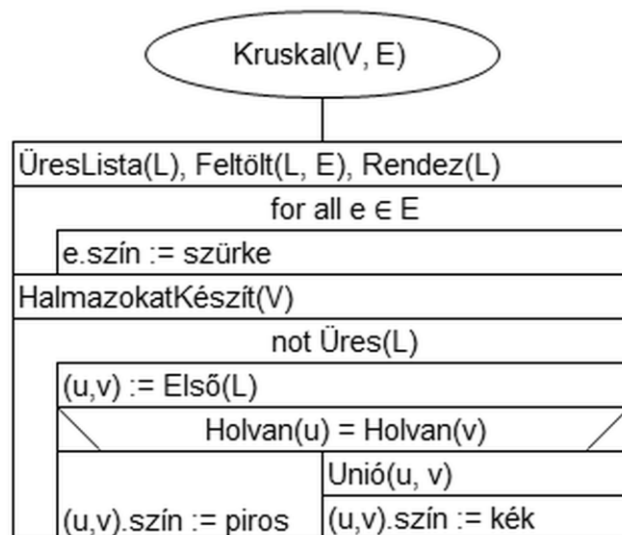 Kruskal(V, E)
ÜresLista(L), Feltölt(L, E), Rendez(L)
for all e ∈ E
e.szín := szürke
HalmazokatKészít(V)
not Üres(L)
(u,v) := Első(L)
Holvan(u) = Holvan(v)
Unió(u, v)
(u,v).szín := piros
(u,v).szín := kék